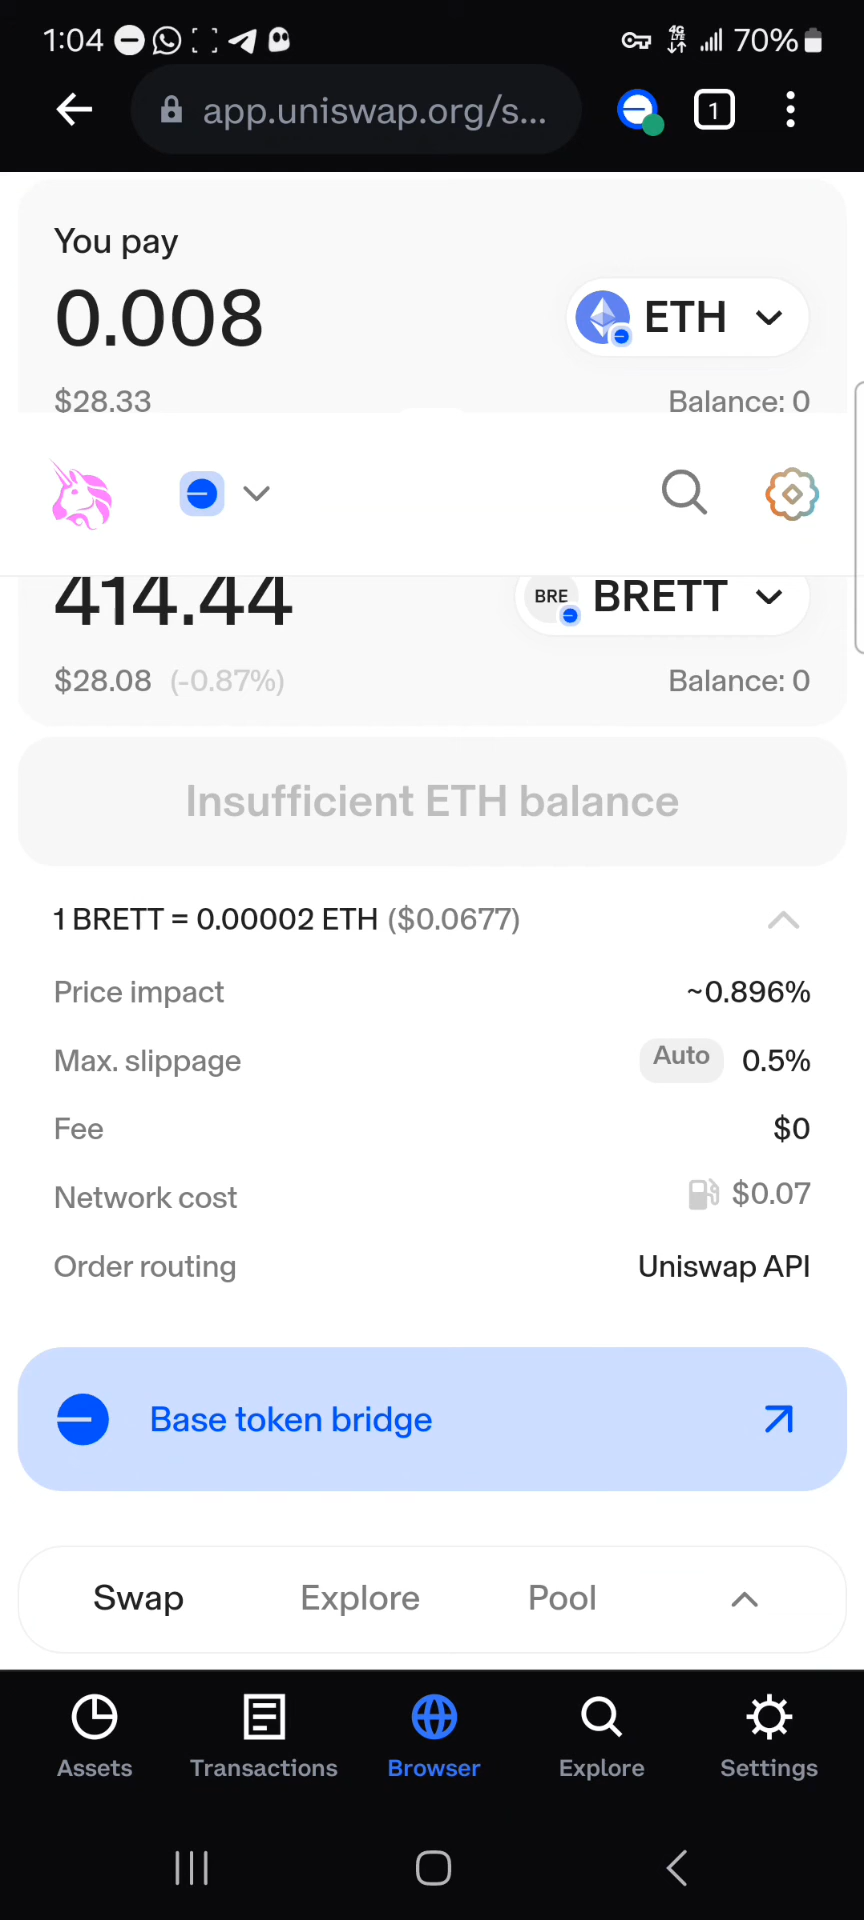 1:04
4G LTE
70%
app.uniswap.org/s...
1
You pay
0.008
ETH
$28.33
Balance: 0
414.44
BRE
BRETT
$28.08 (-0.87%)
Balance: 0
Insufficient ETH balance
1 BRETT = 0.00002 ETH ($0.0677)
Price impact
~0.896%
Max. slippage
Auto 0.5%
Fee
$0
Network cost
$0.07
Order routing
Uniswap API
Base token bridge
Swap
Explore
Pool
Assets
Transactions
Browser
Explore
Settings